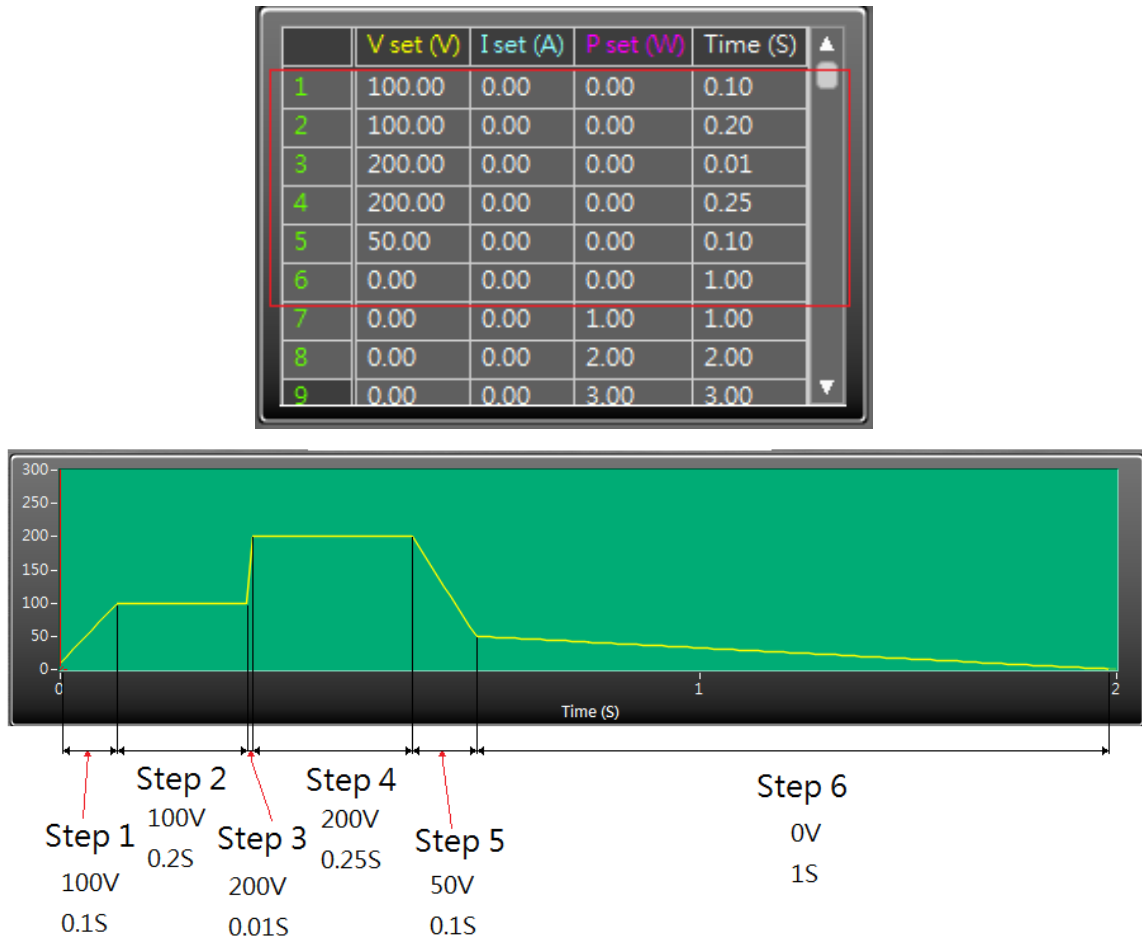 V set (V) I set (A) P set (W) Time (S)
1 100.00 0.00 0.00 0.10
2 100.00 0.00 0.00 0.20
3 200.00 0.00 0.00 0.01
4 200.00 0.00 0.00 0.25
5 50.00 0.00 0.00 0.10
6 0.00 0.00 0.00 1.00
7 0.00 0.00 1.00 1.00
8 0.00 0.00 2.00 2.00
9 0.00 0.00 3.00 3.00
300
250
200
150
100
50
0
0 1 2
Time (S)
Step 1
100V
0.1S
Step 2
100V
0.2S
Step 3
200V
0.01S
Step 4
200V
0.25S
Step 5
50V
0.1S
Step 6
0V
1S